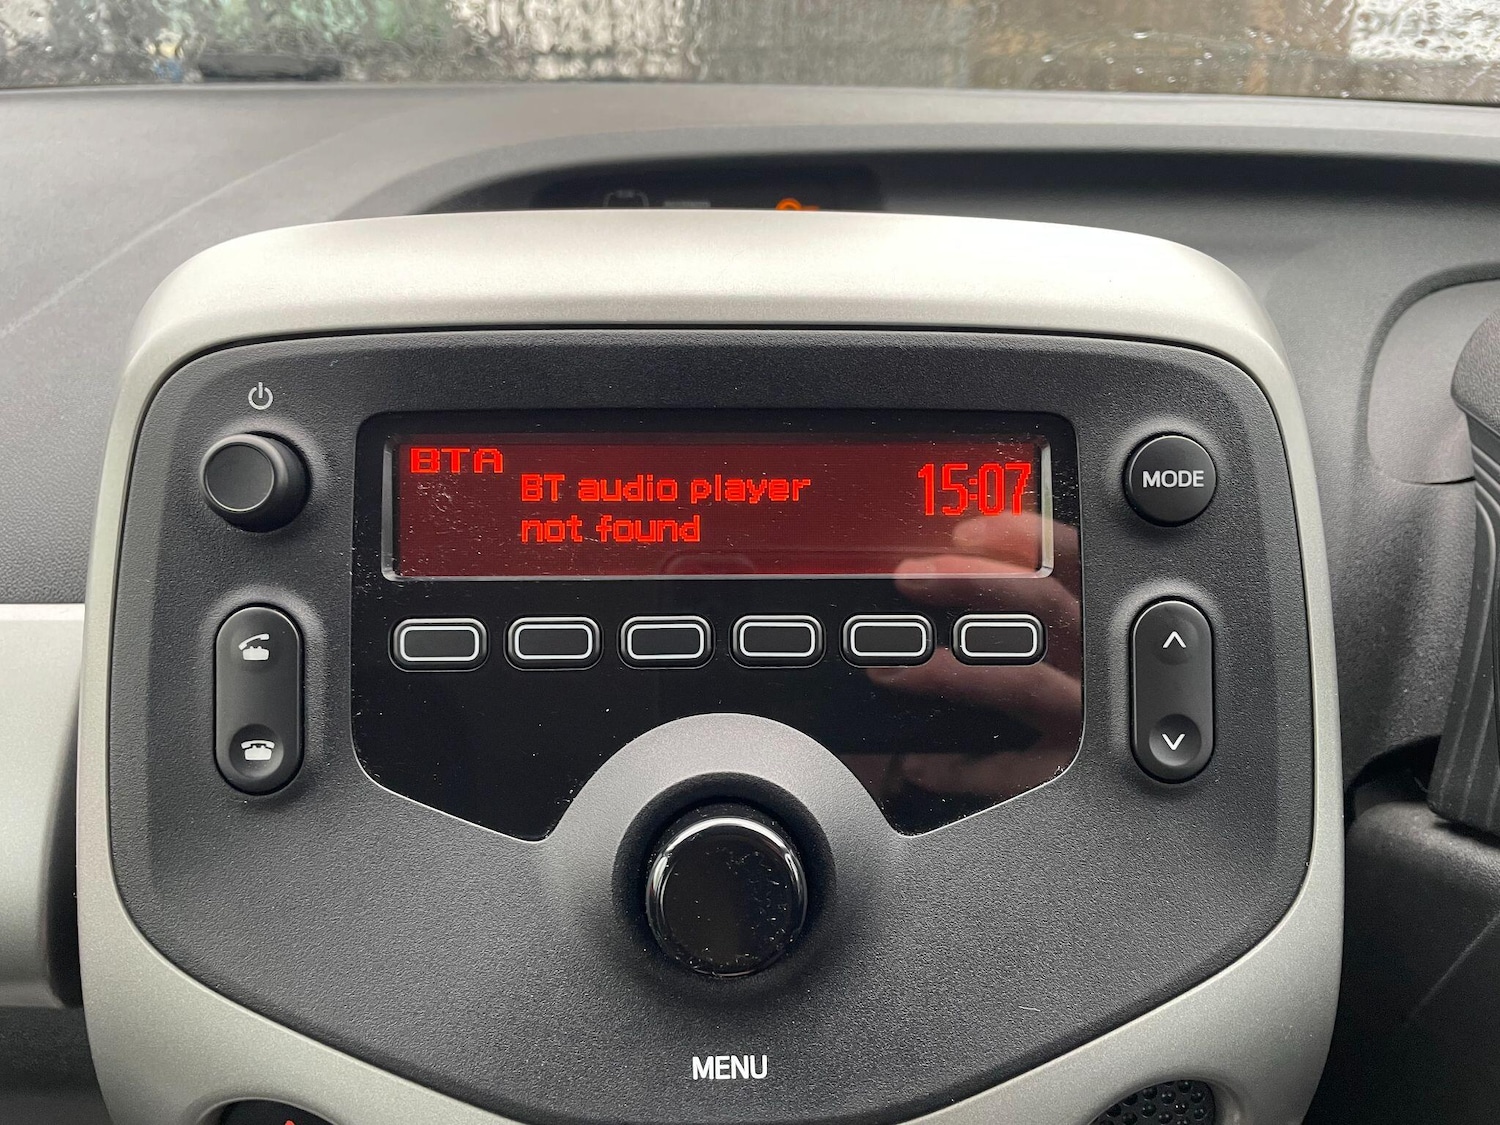 BTA
BT audio player
not found
15:07
MODE
MENU